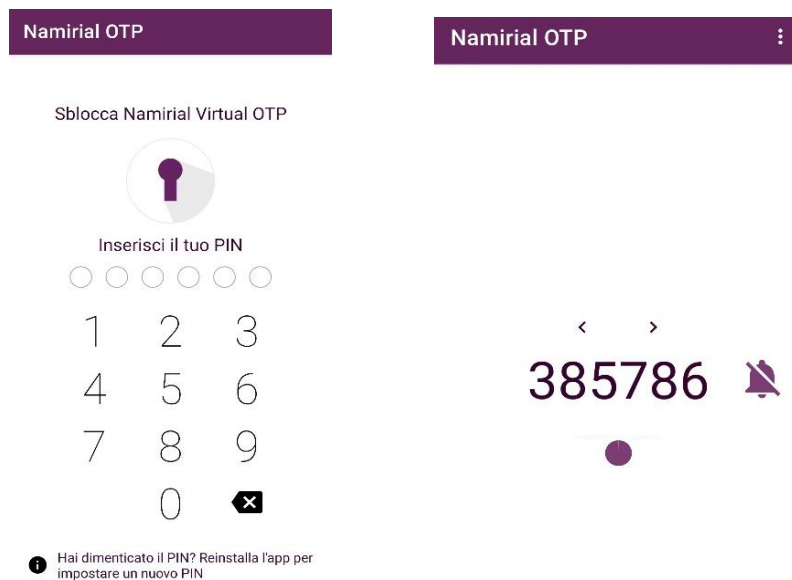 Namirial OTP
Sblocca Namirial Virtual OTP
Inserisci il tuo PIN
1 2 3
4 5 6
7 8 9
0
Hai dimenticato il PIN? Reinstalla l'app per
impostare un nuovo PIN
Namirial OTP
385786